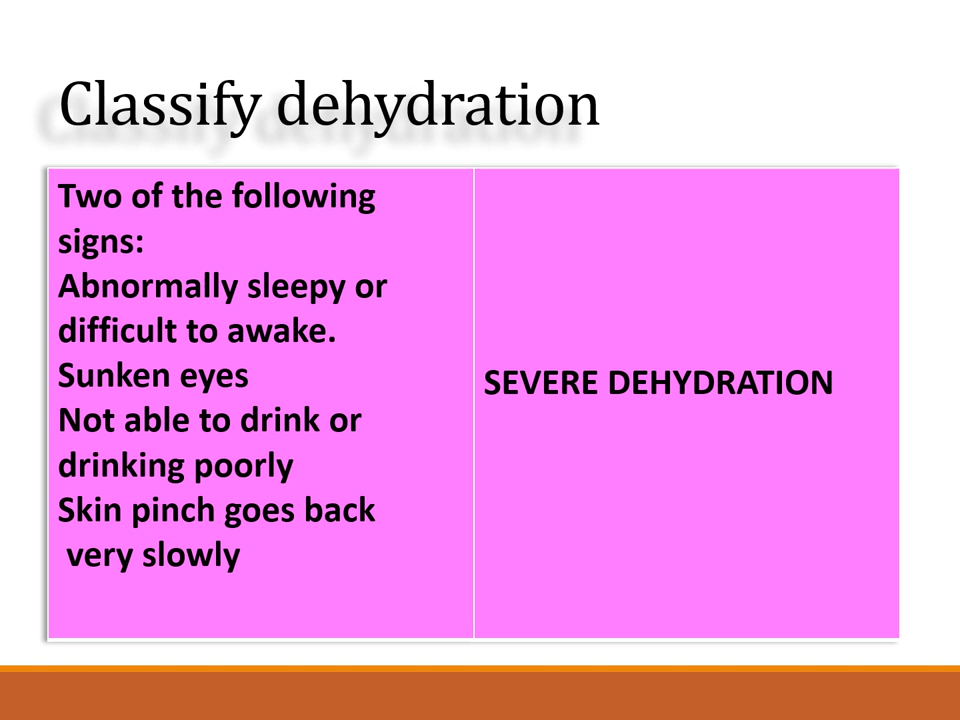 Classify dehydration
Two of the following
signs:
Abnormally sleepy or
difficult to awake.
Sunken eyes
Not able to drink or
drinking poorly
Skin pinch goes back
very slowly
SEVERE DEHYDRATION